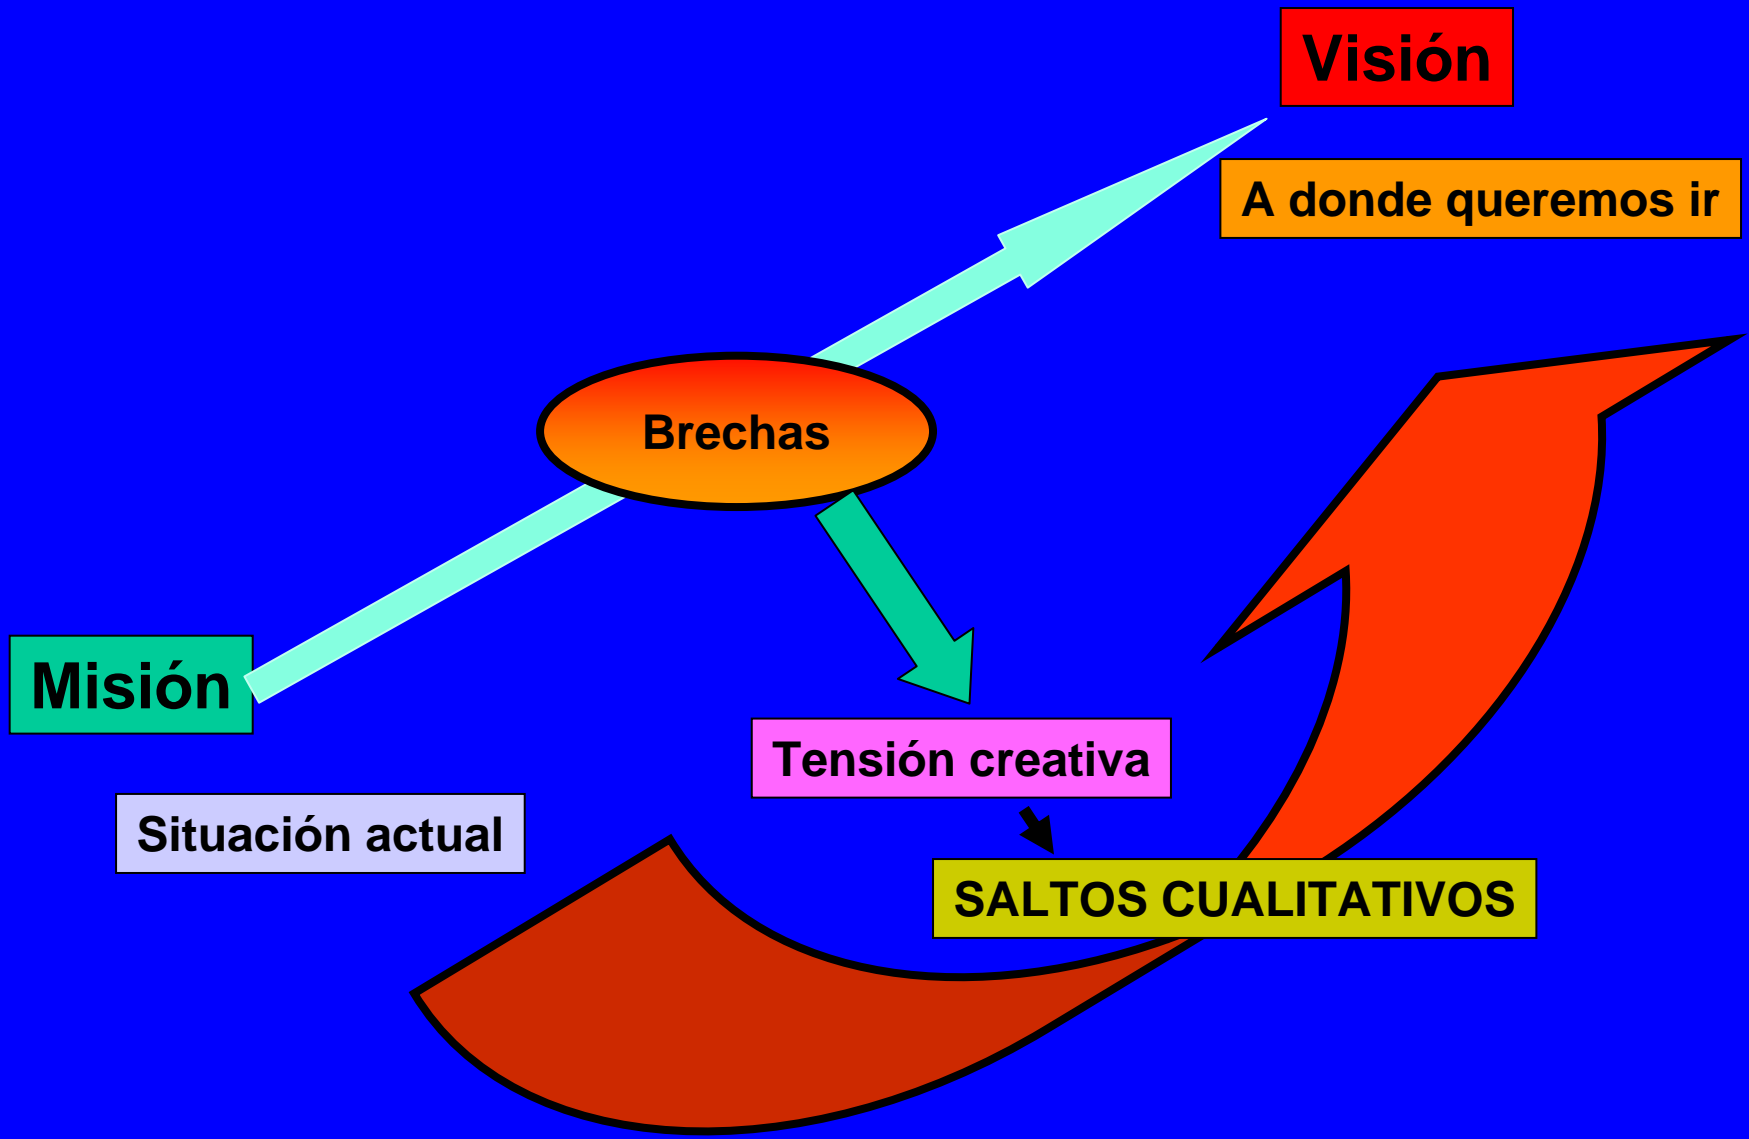 Visión
A donde queremos ir
Brechas
Misión
Tensión creativa
Situación actual
SALTOS CUALITATIVOS